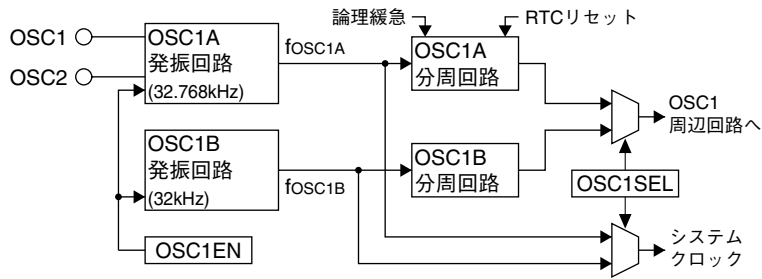 論理緩急
RTCリセット
OSC1
OSC2
OSC1A
発振回路
(32.768kHz)
fOSC1A
OSC1A
分周回路
OSC1
周辺回路へ
OSC1B
発振回路
(32kHz)
fOSC1B
OSC1B
分周回路
OSC1SEL
OSC1EN
システム
クロック